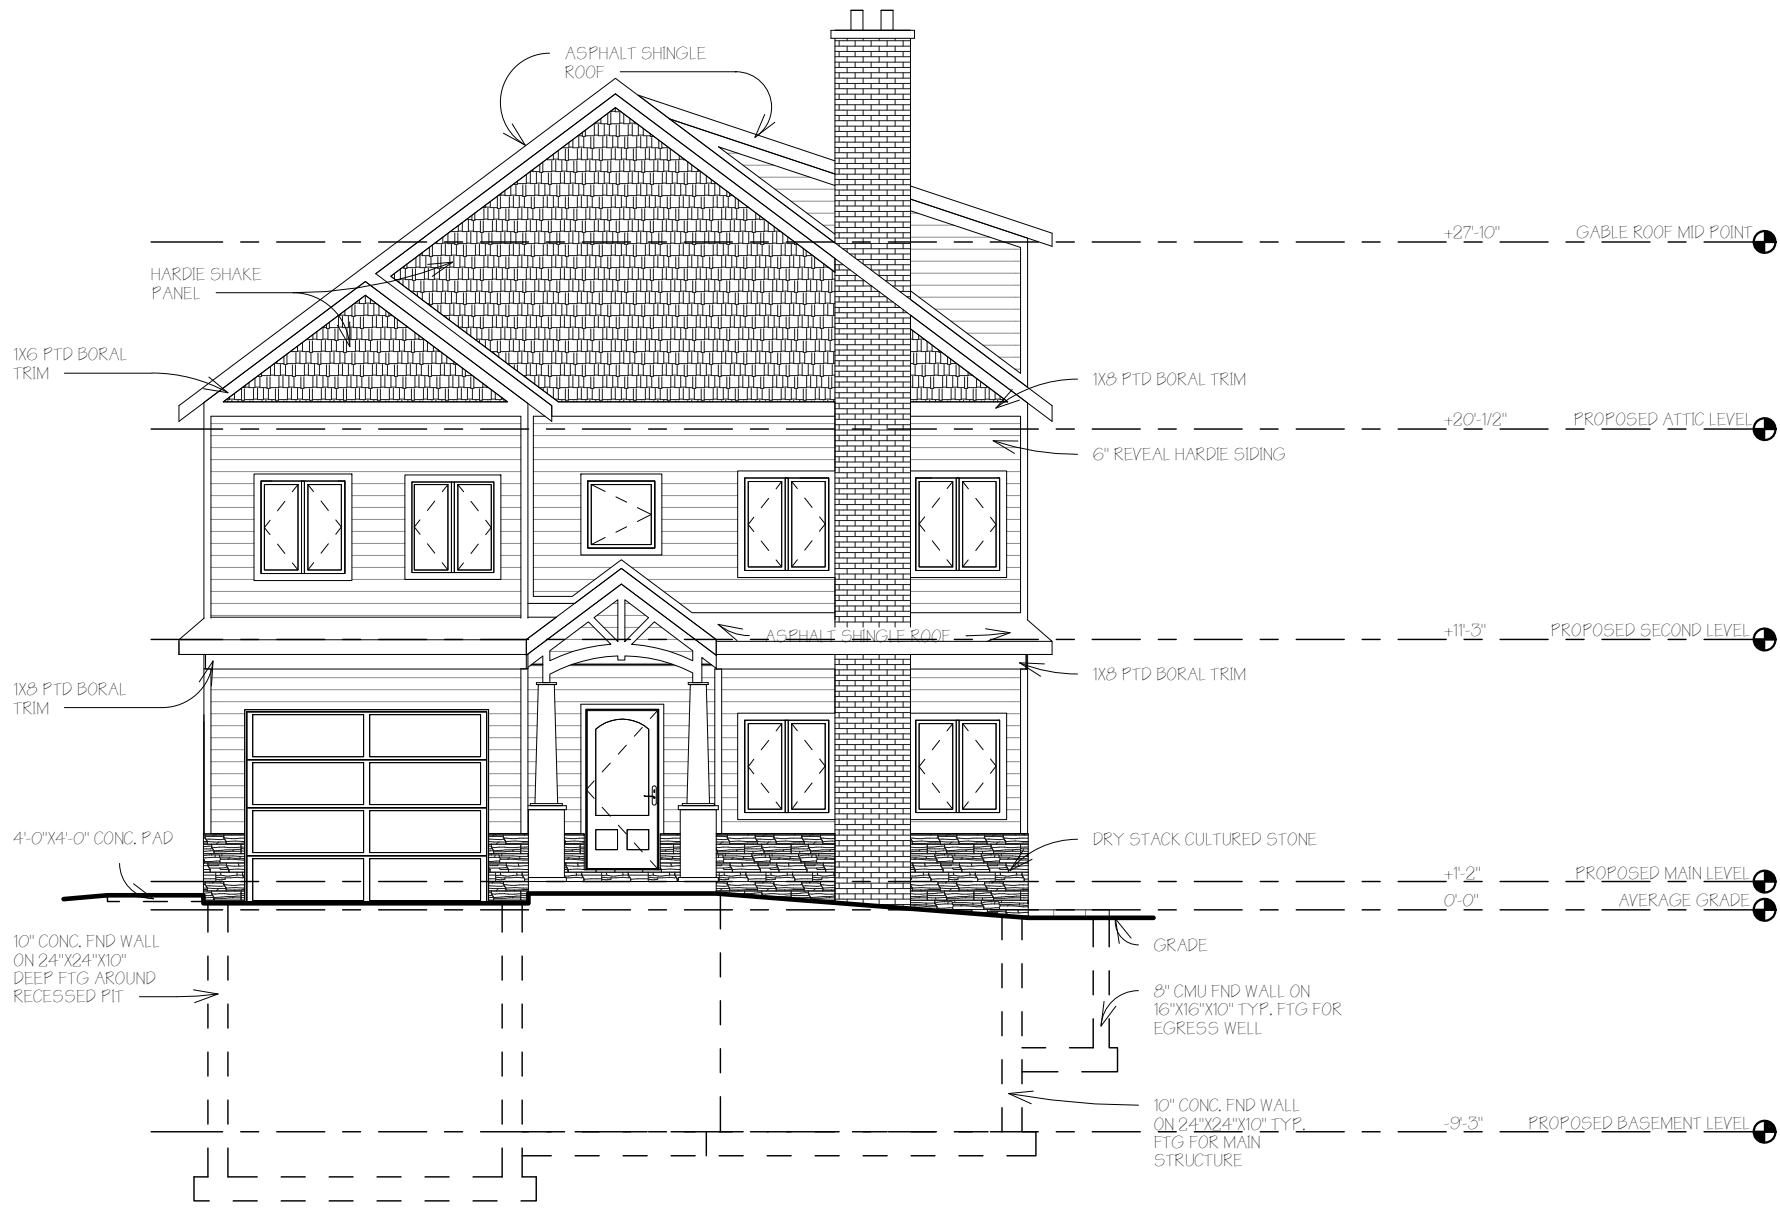 ASPHALT SHINGLE
ROOF
+27'-10" GABLE ROOF MID POINT
HARDIE SHAKE
PANEL
1X6 PTD BORAL
TRIM
1X8 PTD BORAL TRIM
+20'-1/2" PROPOSED ATTIC LEVEL
6" REVEAL HARDIE SIDING
ASPHALT SHINGLE ROOF
+11'-3" PROPOSED SECOND LEVEL
1X8 PTD BORAL TRIM
1X8 PTD BORAL
TRIM
4'-0"X4'-0" CONC. PAD
DRY STACK CULTURED STONE
+1'-2" PROPOSED MAIN LEVEL
0'-0" AVERAGE GRADE
GRADE
10" CONC. FND WALL
ON 24"X24"X10"
DEEP FTG AROUND
RECESSED PIT
8" CMU FND WALL ON
16"X16"X10" TYP. FTG FOR
EGRESS WELL
10" CONC. FND WALL
ON 24"X24"X10" TYP.
FTG FOR MAIN
STRUCTURE
-9'-3" PROPOSED BASEMENT LEVEL